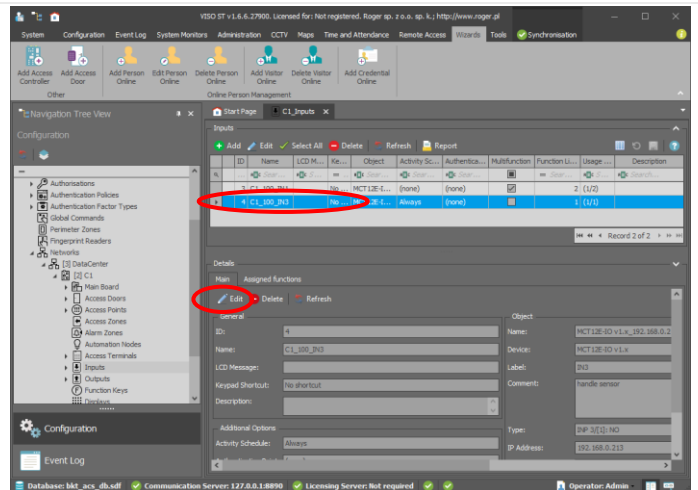 VISO ST v1.6.6.27900. Licensed for: Not registered. Roger sp. z o.o. sp. k.; http://www.roger.pl
System Configuration Event Log System Monitors Administration CCTV Maps Time and Attendance Remote Access Wizards Tools Synchronisation
Add Access Controller
Add Access Door
Add Person Online
Edit Person Online
Delete Person Online
Add Visitor Online
Delete Visitor Online
Add Credential Online
Other
Online Person Management
Navigation Tree View
Start Page C1_Inputs
Configuration
Inputs
Add Edit Select All Delete Refresh Report
ID Name LCD M... Ke... Object Activity Sc... Authentica... Multifunction Function Li... Usage ... Description
3 C1_100_IN1 No ... MCT12E-I... (none) (none) 2 (1/2)
4 C1_100_IN3 No ... MCT12E-I... Always (none) 1 (1/1)
Record 2 of 2
Authorisations
Authentication Policies
Authentication Factor Types
Global Commands
Perimeter Zones
Fingerprint Readers
Networks
[3] DataCenter
[2] C1
Main Board
Access Doors
Access Points
Access Zones
Alarm Zones
Automation Nodes
Access Terminals
Inputs
Outputs
Function Keys
Displays
Configuration
Event Log
Details
Main Assigned functions
Edit Delete Refresh
General
ID: 4
Name: C1_100_IN3
LCD Message:
Keypad Shortcut: No shortcut
Description:
Additional Options
Activity Schedule: Always
Object
Name: MCT12E-IO v1.x_192.168.0.2
Device: MCT12E-IO v1.x
Label: IN3
Comment: handle sensor
Type: INP 3/[1]: NO
IP Address: 192.168.0.213
Database: bkt_acs_db.sdf Communication Server: 127.0.0.1:8890 Licensing Server: Not required Operator: Admin